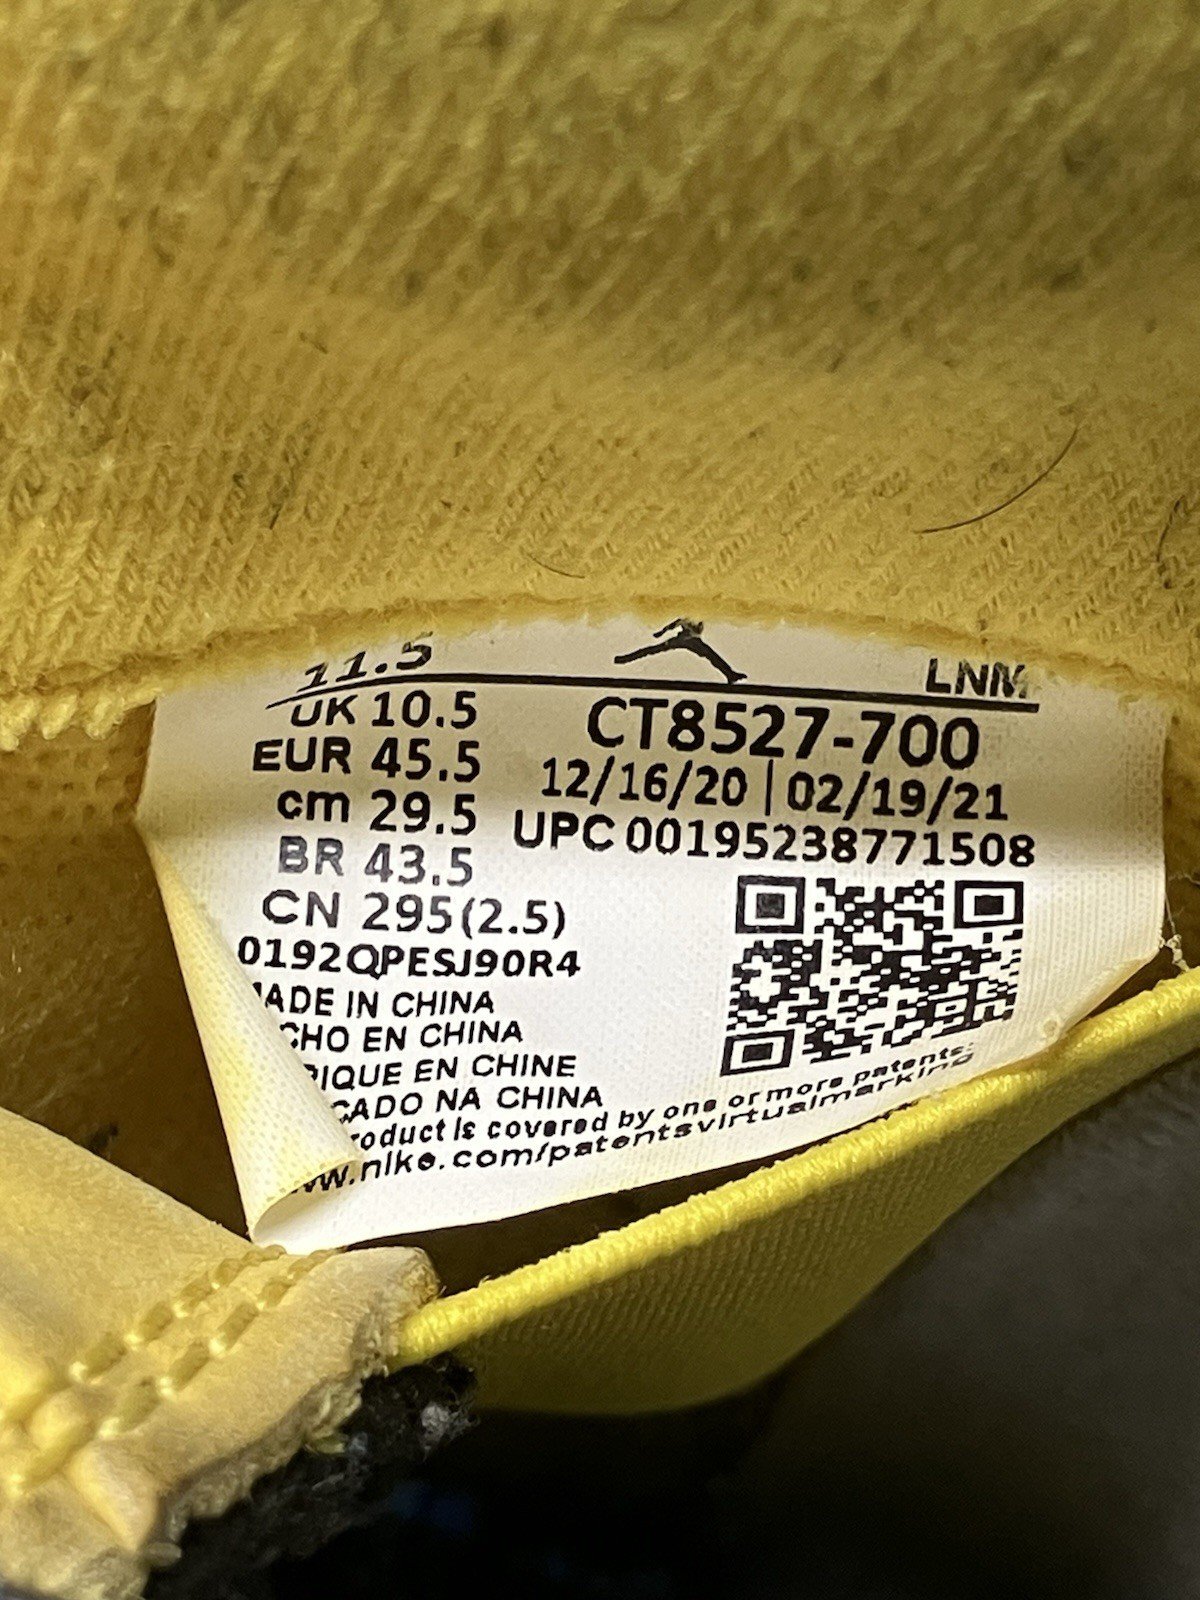 11.5
LNM
UK 10.5
EUR 45.5
cm 29.5
BR 43.5
CN 295(2.5)
CT8527-700
12/16/20 | 02/19/21
UPC 00195238771508
0192QPESJ90R4
ADE IN CHINA
CHO EN CHINA
RIQUE EN CHINE
CADO NA CHINA
roduct is covered by one or more patents:
ww.nike.com/patentsvirtualmarking